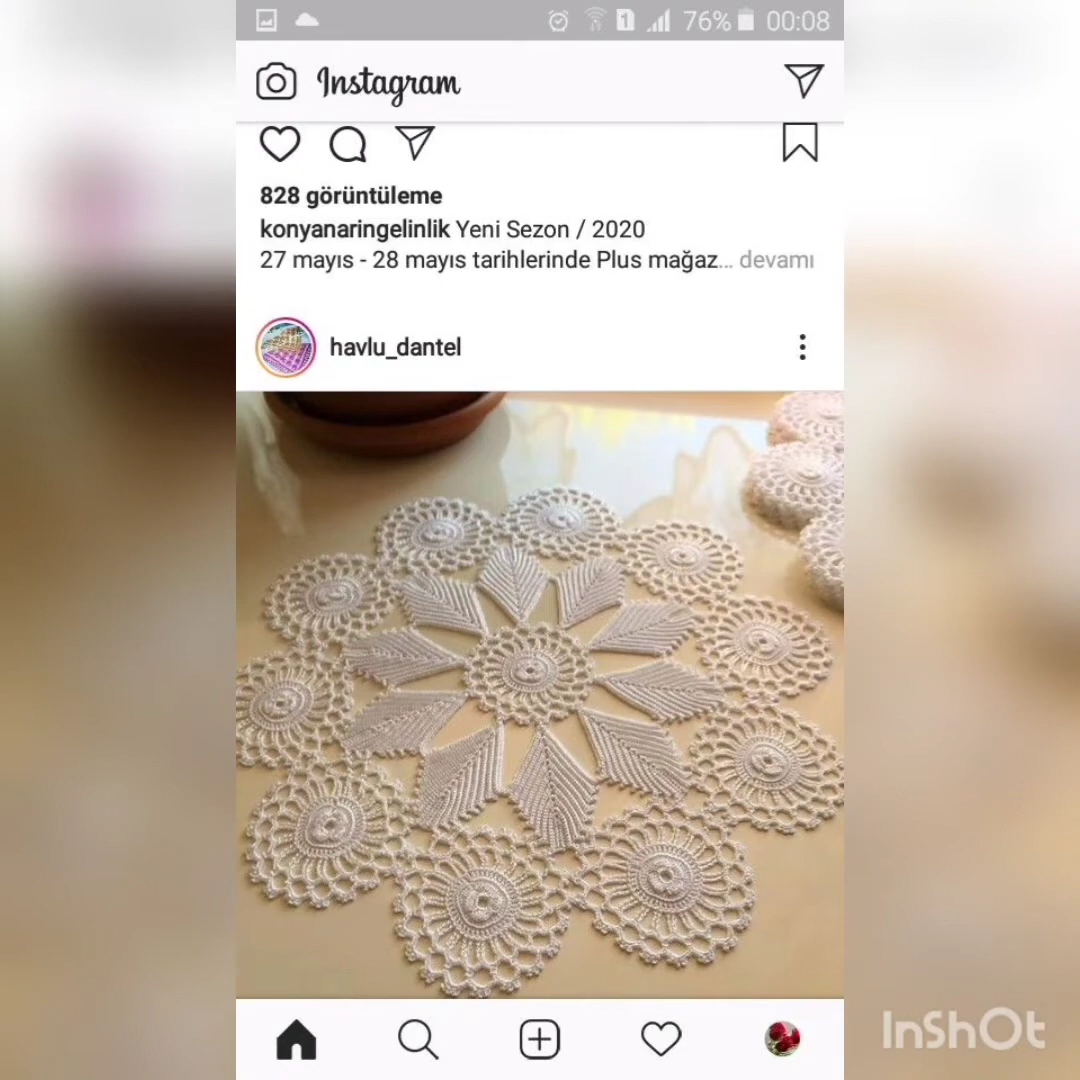 76% 00:08
Instagram
828 görüntüleme
konyanaringelinlik Yeni Sezon / 2020
27 mayıs - 28 mayıs tarihlerinde Plus mağaz... devamı
havlu_dantel
InShOt